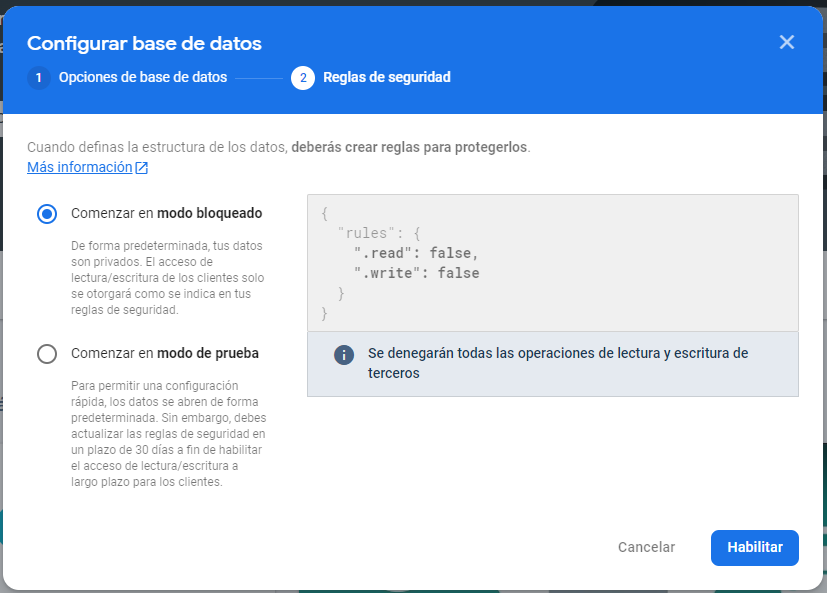 Configurar base de datos
1 Opciones de base de datos
2 Reglas de seguridad
Cuando definas la estructura de los datos, deberás crear reglas para protegerlos.
Más información
Comenzar en modo bloqueado
De forma predeterminada, tus datos
son privados. El acceso de
lectura/escritura de los clientes solo
se otorgará como se indica en tus
reglas de seguridad.
Comenzar en modo de prueba
Para permitir una configuración
rápida, los datos se abren de forma
predeterminada. Sin embargo, debes
actualizar las reglas de seguridad en
un plazo de 30 días a fin de habilitar
el acceso de lectura/escritura a
largo plazo para los clientes.
{
"rules": {
".read": false,
".write": false
}
}
Se denegarán todas las operaciones de lectura y escritura de
terceros
Cancelar
Habilitar